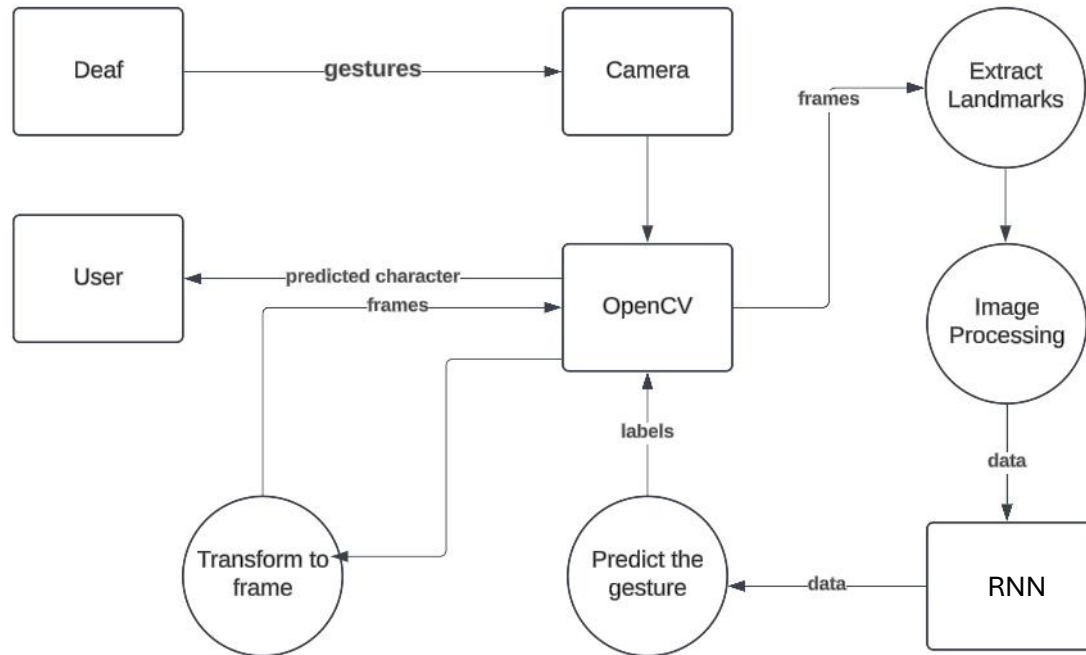 Deaf
gestures
Camera
frames
Extract
Landmarks
User
predicted character
frames
OpenCV
Image
Processing
labels
data
Transform to
frame
Predict the
gesture
data
RNN